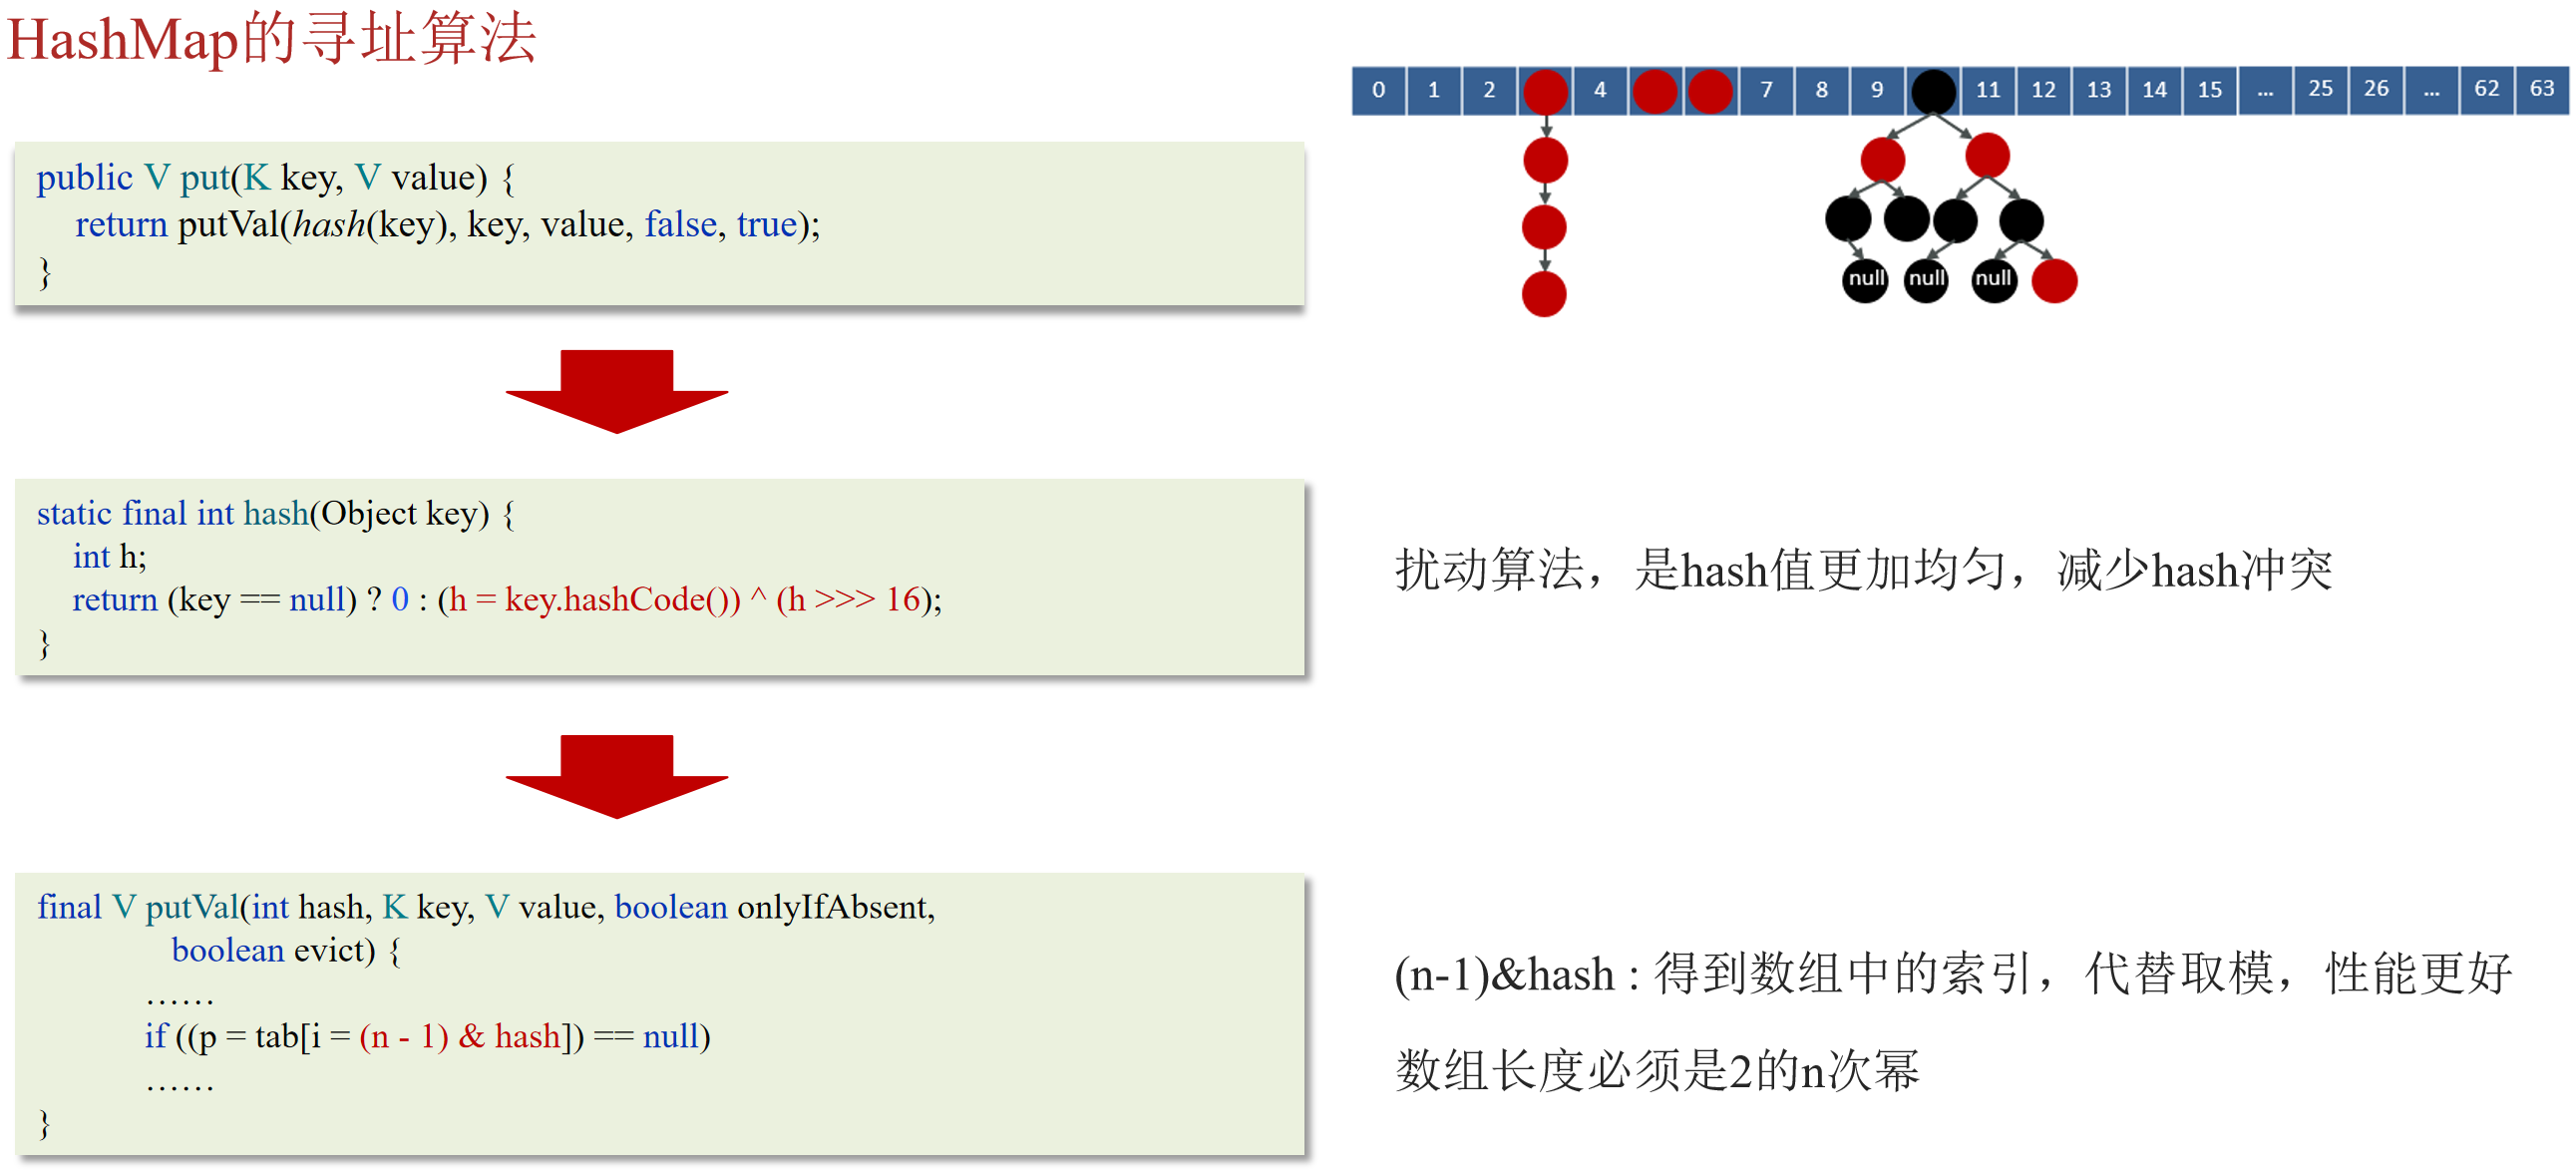 HashMap的寻址算法
0 1 2 4 7 8 9 11 12 13 14 15 ... 25 26 ... 62 63
null null null
public V put(K key, V value) {
return putVal(hash(key), key, value, false, true);
}
static final int hash(Object key) {
int h;
return (key == null) ? 0 : (h = key.hashCode()) ^ (h >>> 16);
}
扰动算法，是hash值更加均匀，减少hash冲突
final V putVal(int hash, K key, V value, boolean onlyIfAbsent,
boolean evict) {
……
if ((p = tab[i = (n - 1) & hash]) == null)
……
}
(n-1)&hash : 得到数组中的索引，代替取模，性能更好
数组长度必须是2的n次幂